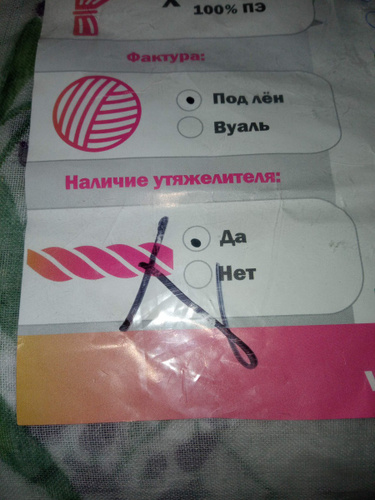 100% ПЭ
Фактура:
Под лён
Вуаль
Наличие утяжелителя:
Да
Нет